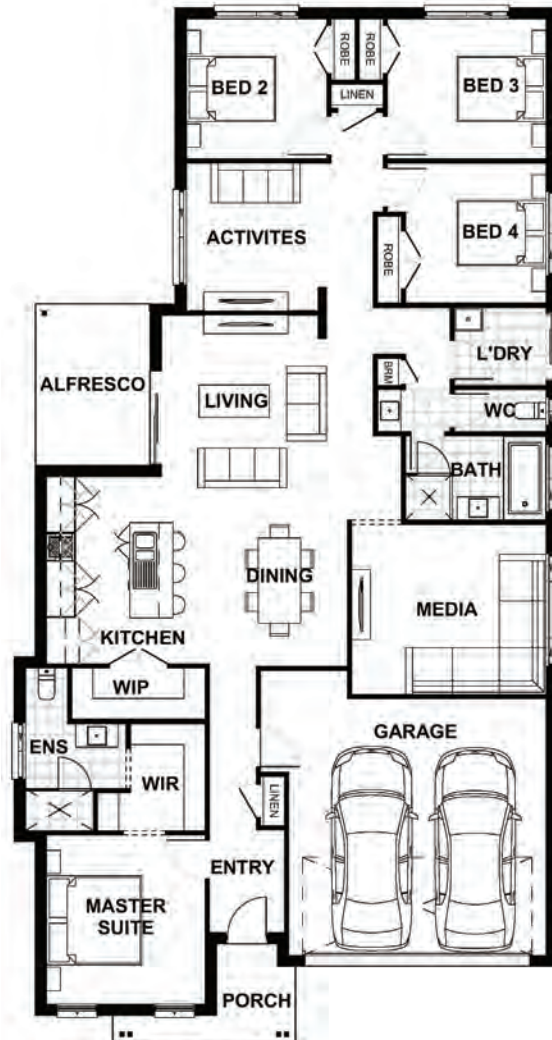 ROBE
ROBE
BED 2
BED 3
LINEN
ACTIVITES
BED 4
ROBE
L'DRY
ALFRESCO
BRM
LIVING
WC
BATH
DINING
MEDIA
KITCHEN
WIP
GARAGE
ENS
WIR
LINEN
ENTRY
MASTER
SUITE
PORCH